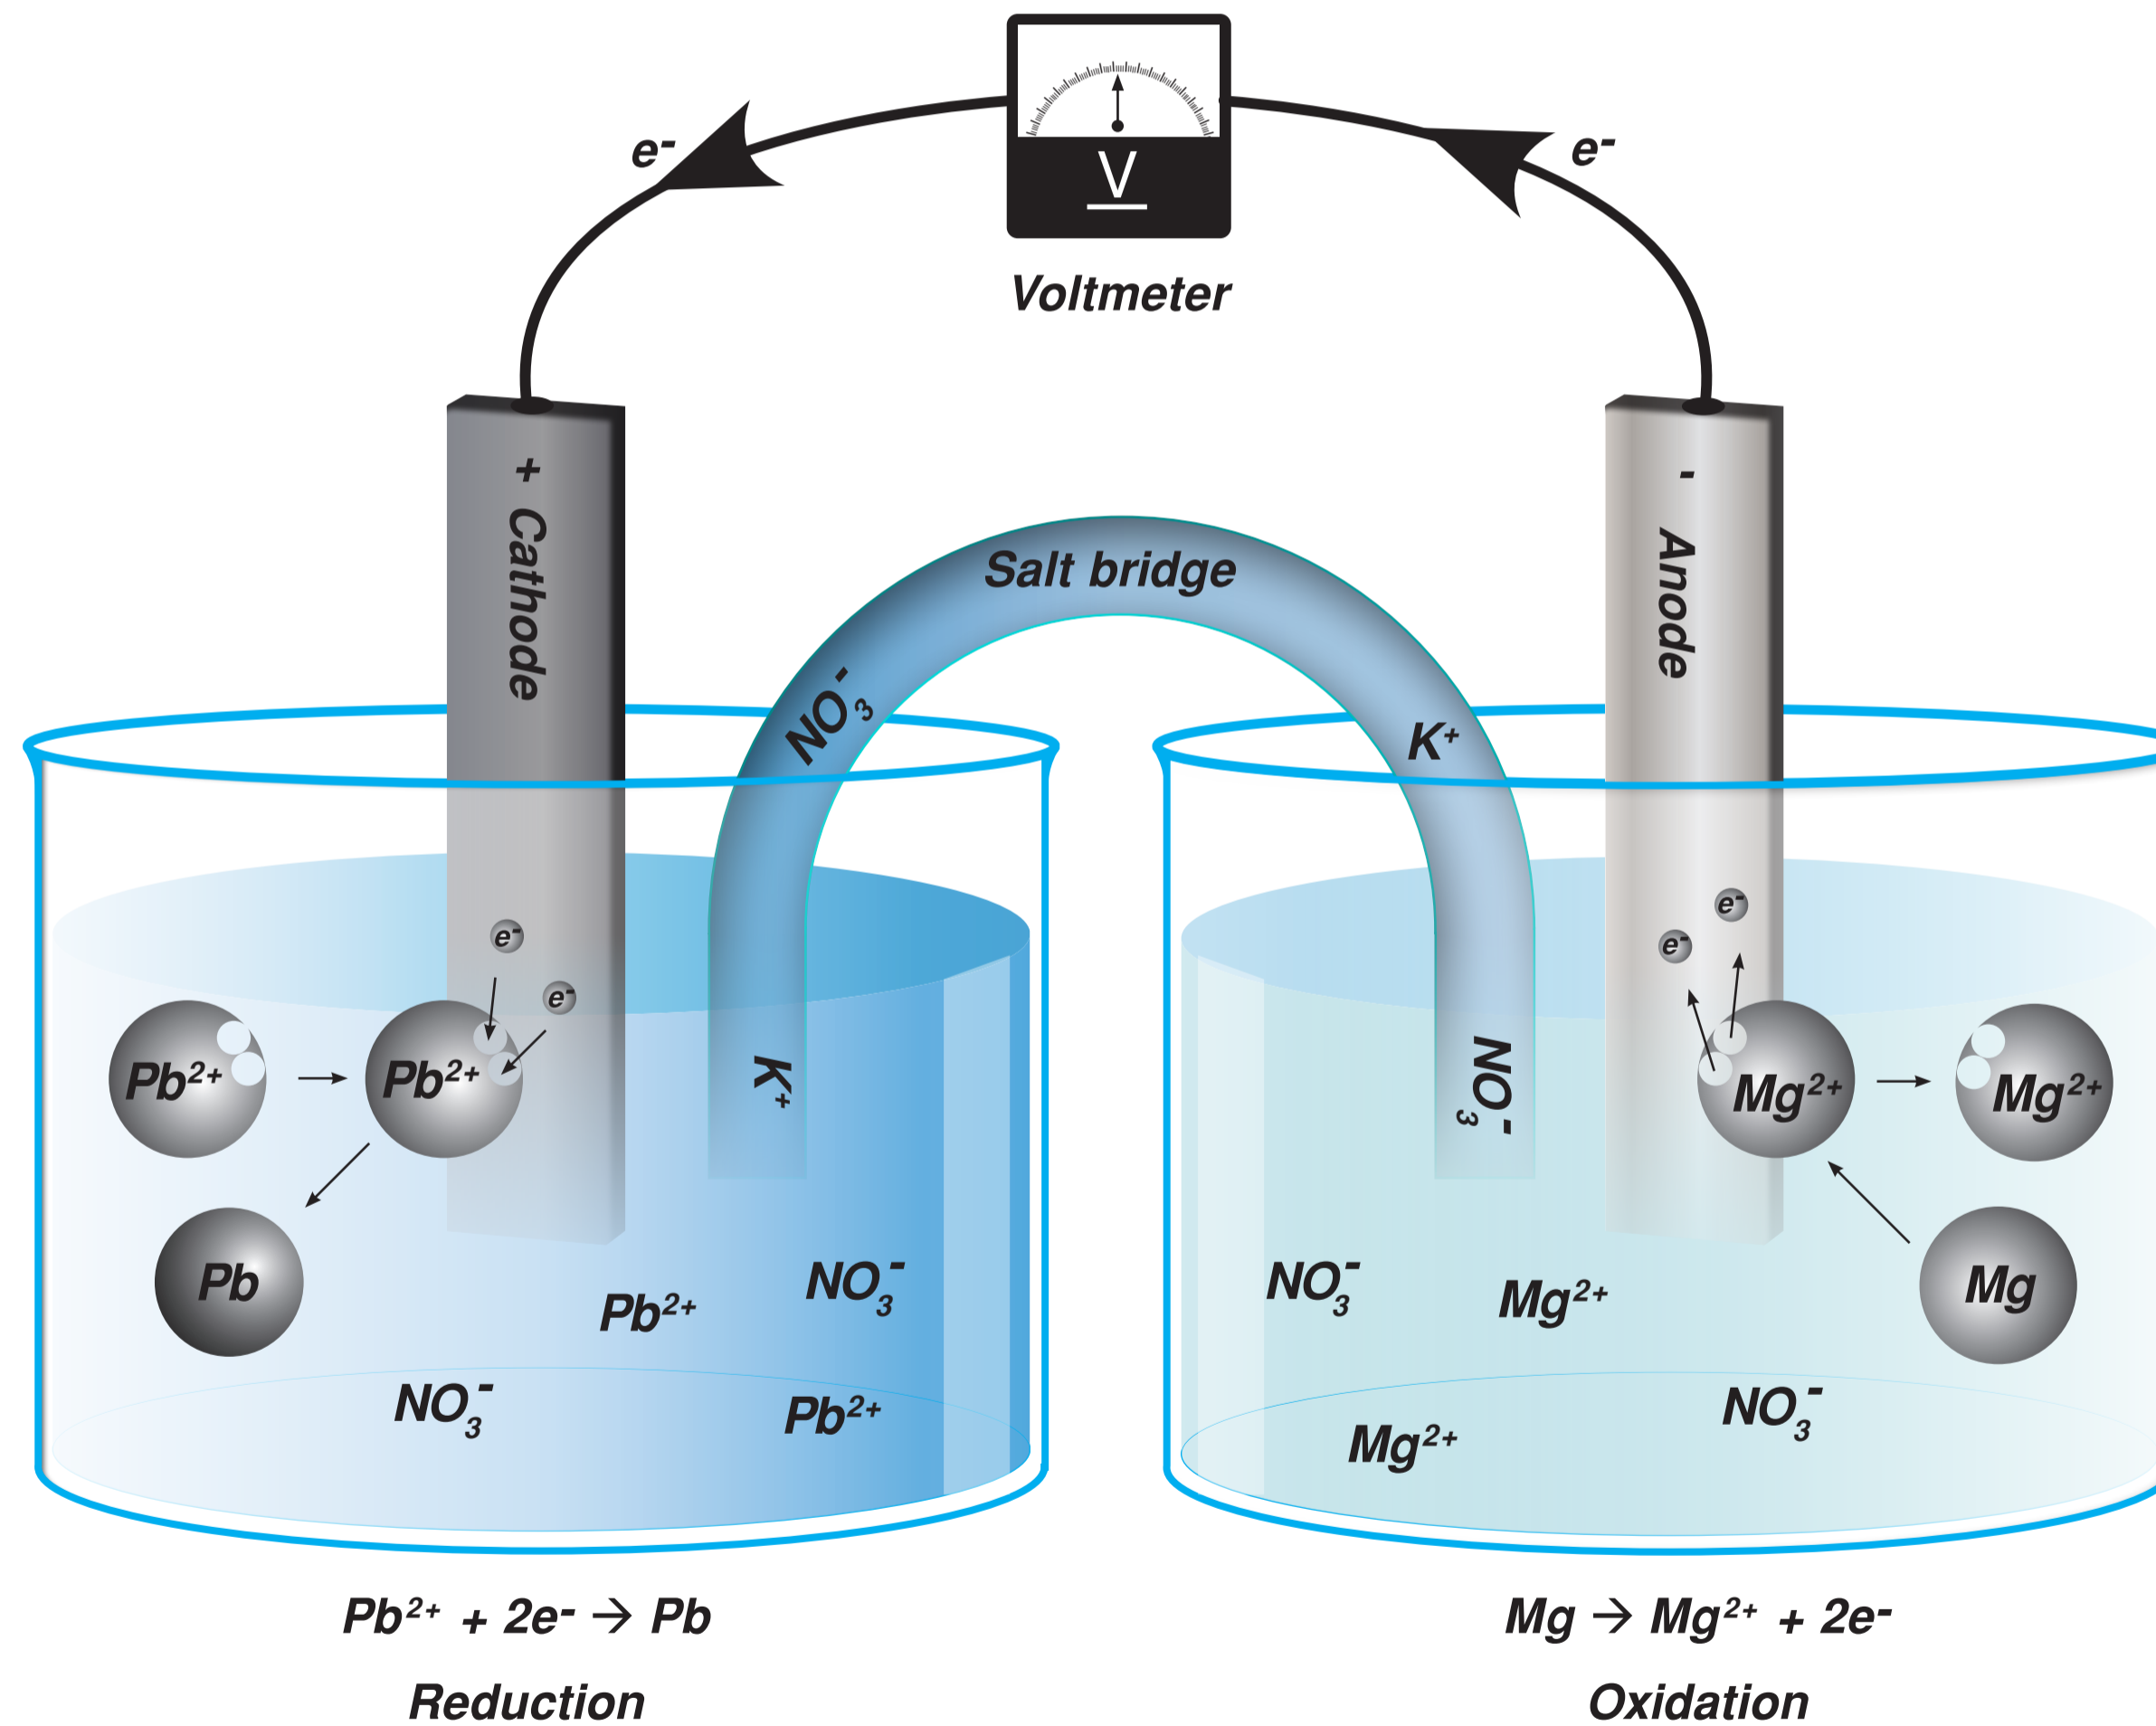 e⁻
e⁻
V
Voltmeter
+ Cathode
- Anode
Salt bridge
NO₃⁻
K⁺
K⁺
NO₃⁻
e⁻
e⁻
e⁻
e⁻
Pb²⁺
Pb²⁺
Mg²⁺
Mg²⁺
Pb
Mg
Pb²⁺
NO₃⁻
NO₃⁻
Mg²⁺
NO₃⁻
Pb²⁺
Mg²⁺
NO₃⁻
Pb²⁺ + 2e⁻ → Pb
Mg → Mg²⁺ + 2e⁻
Reduction
Oxidation